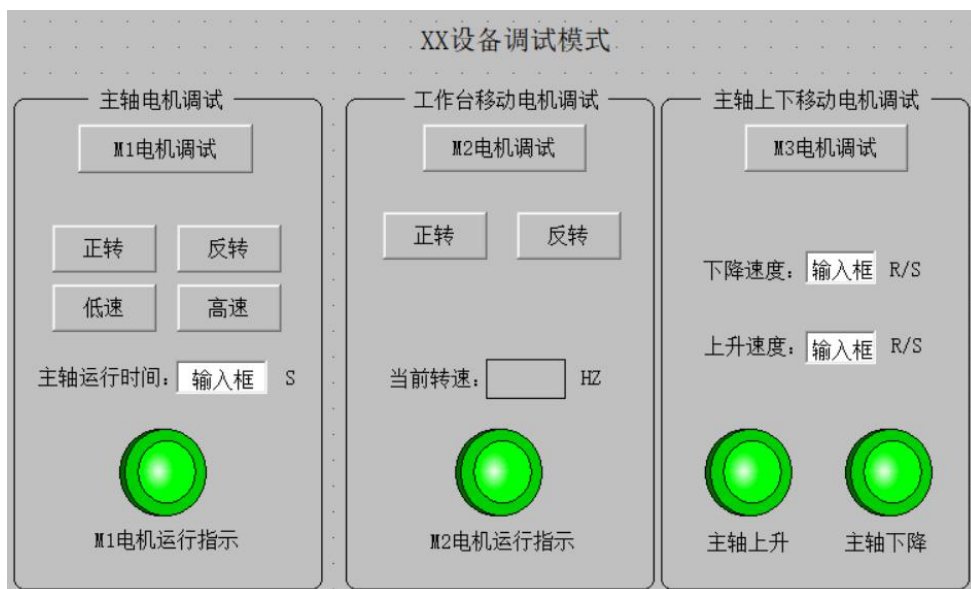 XX设备调试模式
主轴电机调试
M1电机调试
正转 反转
低速 高速
主轴运行时间: 输入框 S
M1电机运行指示
工作台移动电机调试
M2电机调试
正转 反转
当前转速: HZ
M2电机运行指示
主轴上下移动电机调试
M3电机调试
下降速度: 输入框 R/S
上升速度: 输入框 R/S
主轴上升 主轴下降